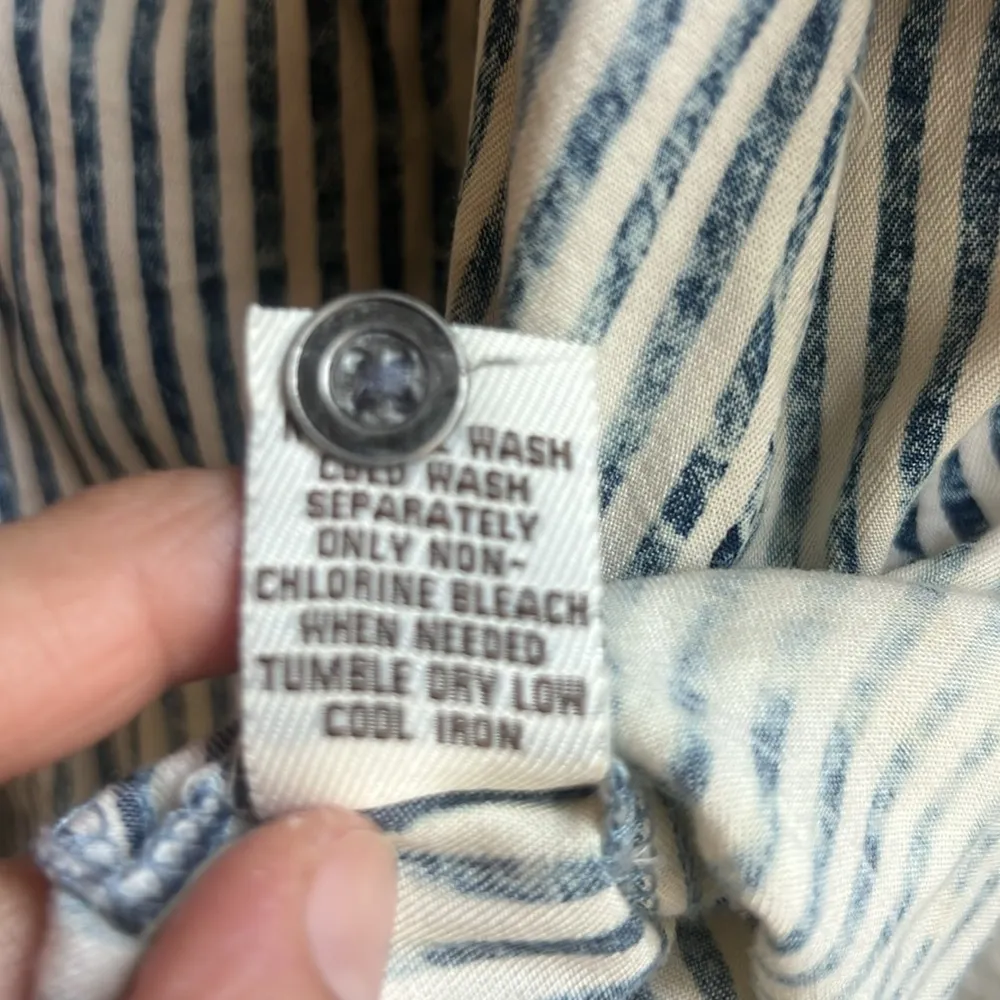 WASH
COLD WASH
SEPARATELY
ONLY NON-
CHLORINE BLEACH
WHEN NEEDED
TUMBLE DRY LOW
COOL IRON